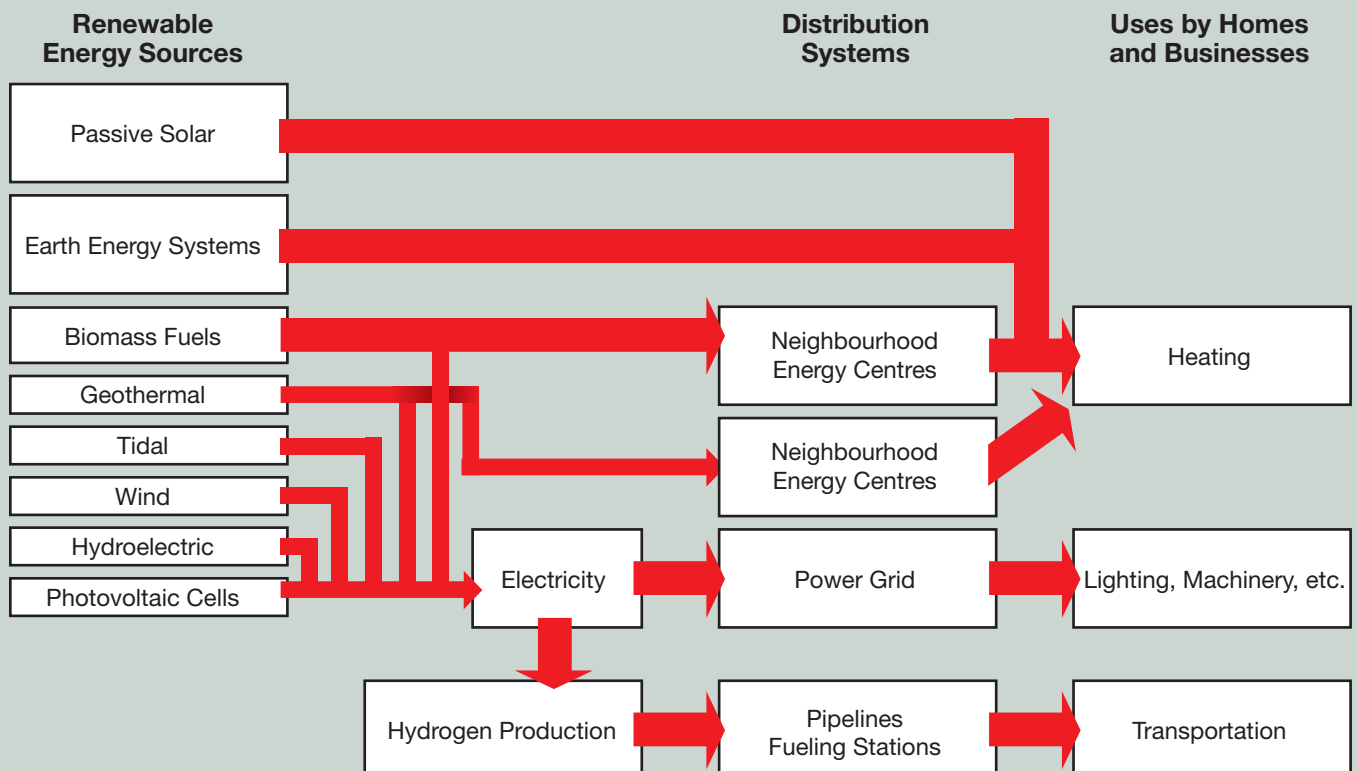 Renewable
Energy Sources
Distribution
Systems
Uses by Homes
and Businesses
Passive Solar
Earth Energy Systems
Biomass Fuels
Neighbourhood
Energy Centres
Heating
Geothermal
Tidal
Neighbourhood
Energy Centres
Wind
Hydroelectric
Photovoltaic Cells
Electricity
Power Grid
Lighting, Machinery, etc.
Hydrogen Production
Pipelines
Fueling Stations
Transportation